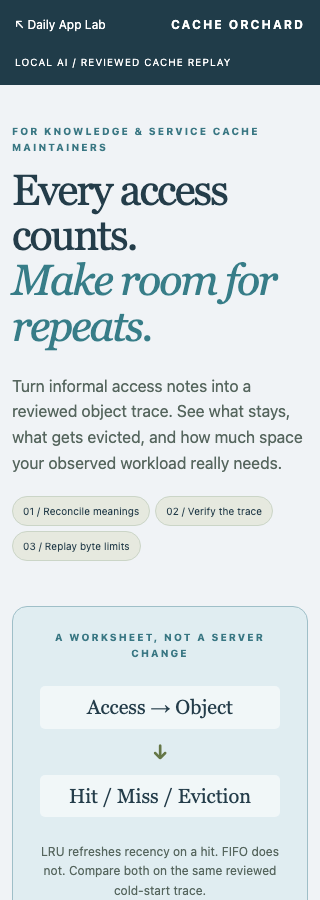 ↖ Daily App Lab
CACHE ORCHARD
LOCAL AI / REVIEWED CACHE REPLAY
FOR KNOWLEDGE & SERVICE CACHE
MAINTAINERS
Every access
counts.
Make room for
repeats.
Turn informal access notes into a
reviewed object trace. See what stays,
what gets evicted, and how much space
your observed workload really needs.
01 / Reconcile meanings
02 / Verify the trace
03 / Replay byte limits
A WORKSHEET, NOT A SERVER
CHANGE
Access → Object
↓
Hit / Miss / Eviction
LRU refreshes recency on a hit. FIFO does
not. Compare both on the same reviewed
cold-start trace.